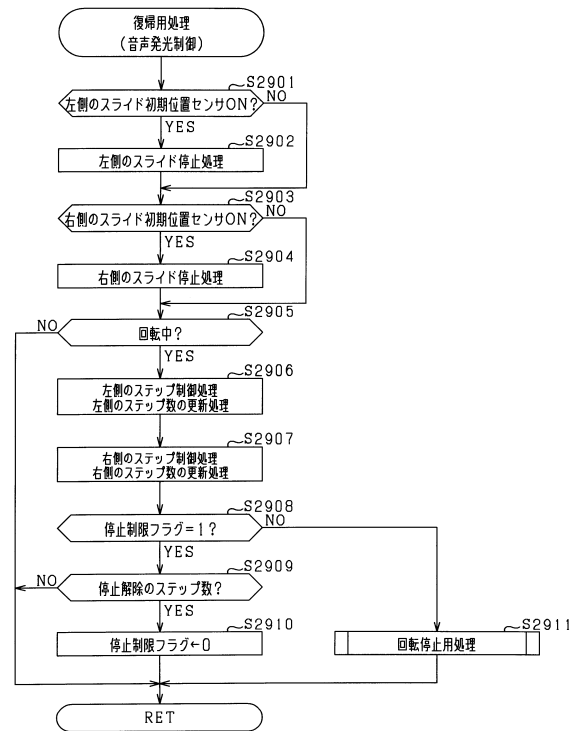 復帰用処理
(音声発光制御)
S2901
左側のスライド初期位置センサON?
NO
YES
S2902
左側のスライド停止処理
S2903
右側のスライド初期位置センサON?
NO
YES
S2904
右側のスライド停止処理
S2905
NO
回転中?
YES
S2906
左側のステップ制御処理
左側のステップ数の更新処理
S2907
右側のステップ制御処理
右側のステップ数の更新処理
S2908
停止制限フラグ=1?
NO
YES
S2909
NO
停止解除のステップ数?
YES
S2910
停止制限フラグ←0
S2911
回転停止用処理
RET